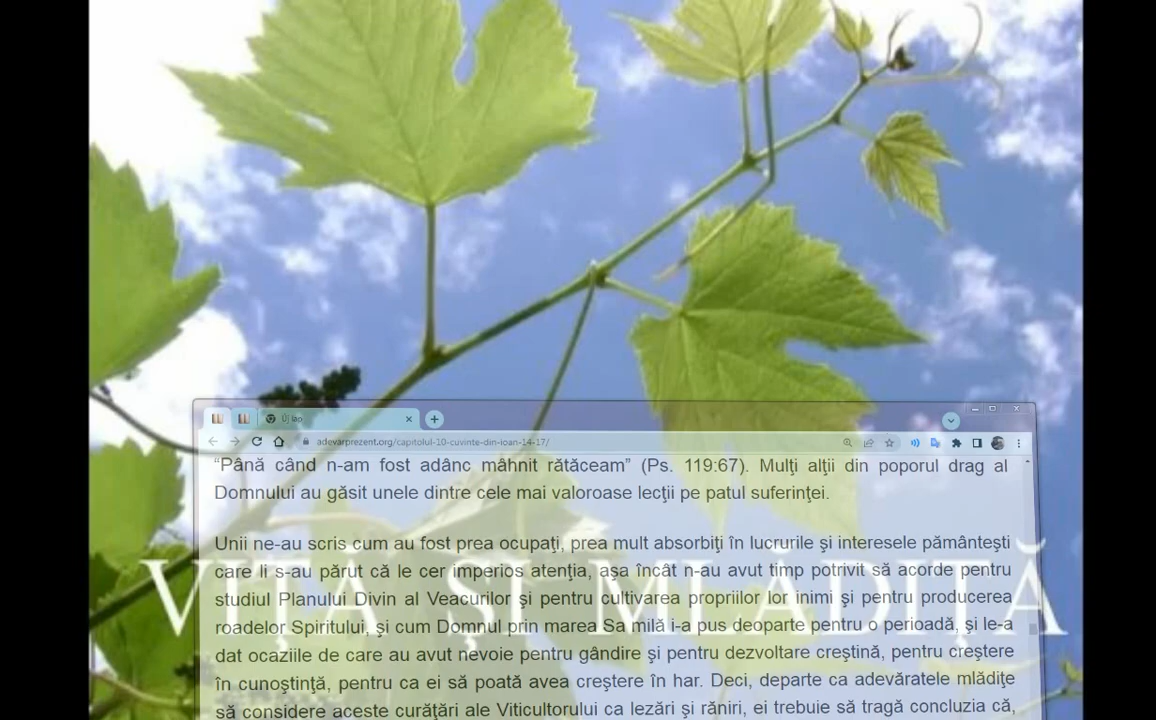 Új lap
adevarprezent.org/capitolul-10-cuvinte-din-ioan-14-17/
“Până când n-am fost adânc mâhnit rătăceam” (Ps. 119:67). Mulţi alţii din poporul drag al
Domnului au găsit unele dintre cele mai valoroase lecţii pe patul suferinţei.
Unii ne-au scris cum au fost prea ocupaţi, prea mult absorbiţi în lucrurile şi interesele pământeşti
care li s-au părut că le cer imperios atenţia, aşa încât n-au avut timp potrivit să acorde pentru
studiul Planului Divin al Veacurilor şi pentru cultivarea propriilor lor inimi şi pentru producerea
VIŢA ŞI MLĂDIŢĂ
roadelor Spiritului, şi cum Domnul prin marea Sa milă i-a pus deoparte pentru o perioadă, şi le-a
dat ocaziile de care au avut nevoie pentru gândire şi pentru dezvoltare creştină, pentru creştere
în cunoştinţă, pentru ca ei să poată avea creştere în har. Deci, departe ca adevăratele mlădiţe
să considere aceste curăţări ale Viticultorului ca lezări şi răniri, ei trebuie să tragă concluzia că,